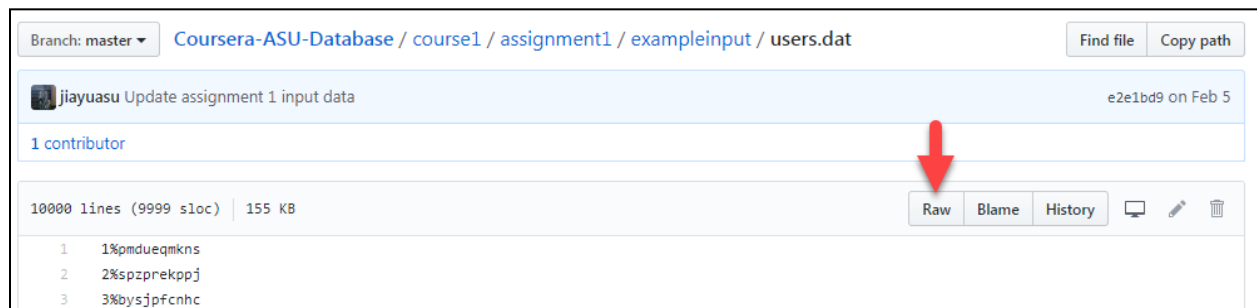 Branch: master Coursera-ASU-Database / course1 / assignment1 / exampleinput / users.dat Find file Copy path
jiayuasu Update assignment 1 input data e2e1bd9 on Feb 5
1 contributor
10000 lines (9999 sloc) 155 KB Raw Blame History
1 1%pmdueqmkns
2 2%spzprekppj
3 3%bysjpfcnhc